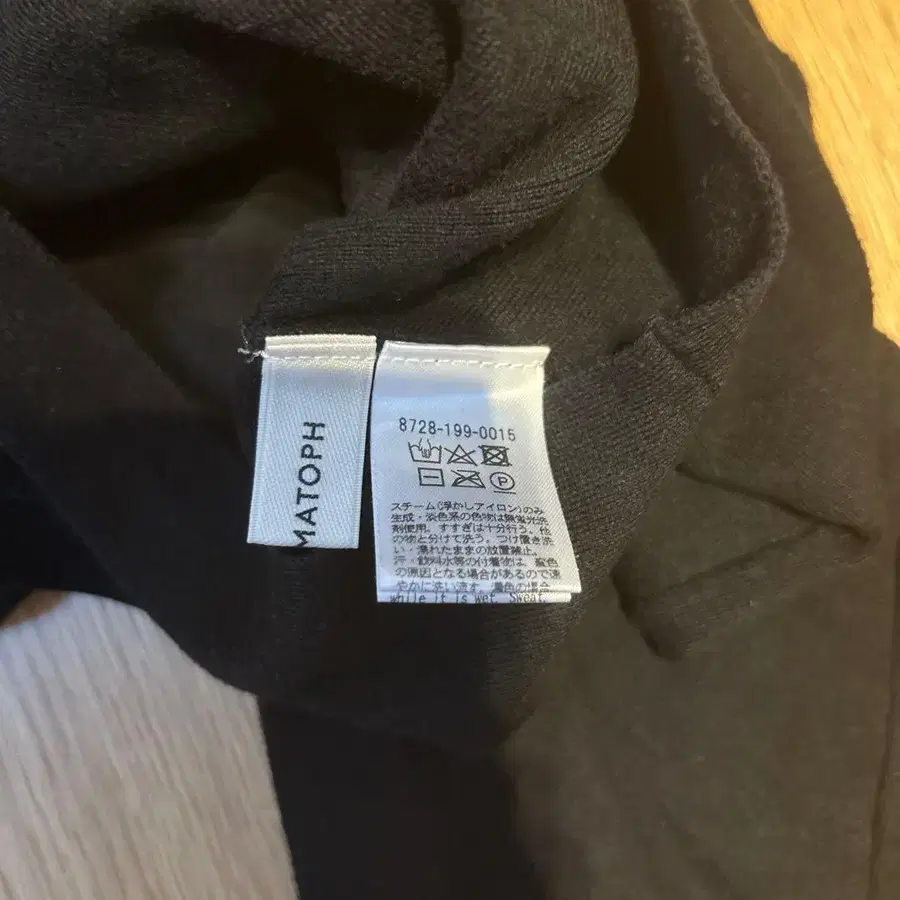 MATOPH
8728-199-0015
P
スチーム(浮かしアイロン)のみ
生成・淡色系の色物は無蛍光洗
剤使用。すすぎは十分行う。他
の物と分けて洗う。つけ置き洗
い・濡れたままの放置禁止。
汗・飲料水等の付着物は、変色
の原因となる場合があるので速
やかに洗い流す。濃色の場合、
while it is wet. Sweat,